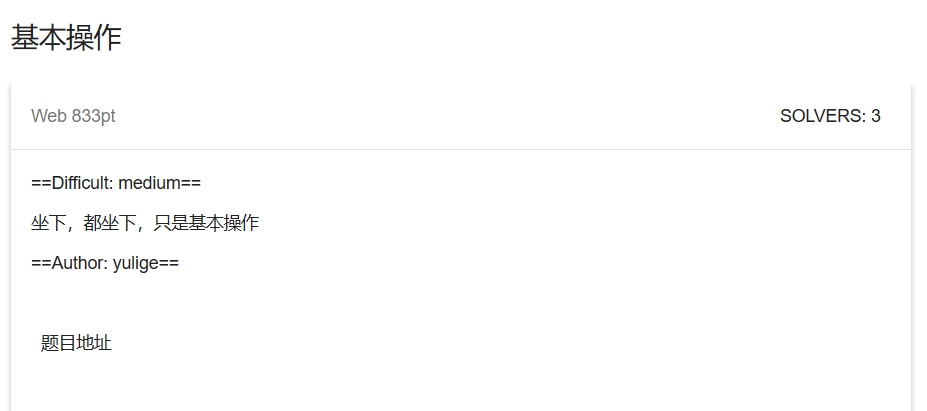 基本操作
Web 833pt
SOLVERS: 3
==Difficult: medium==
坐下，都坐下，只是基本操作
==Author: yulige==
题目地址